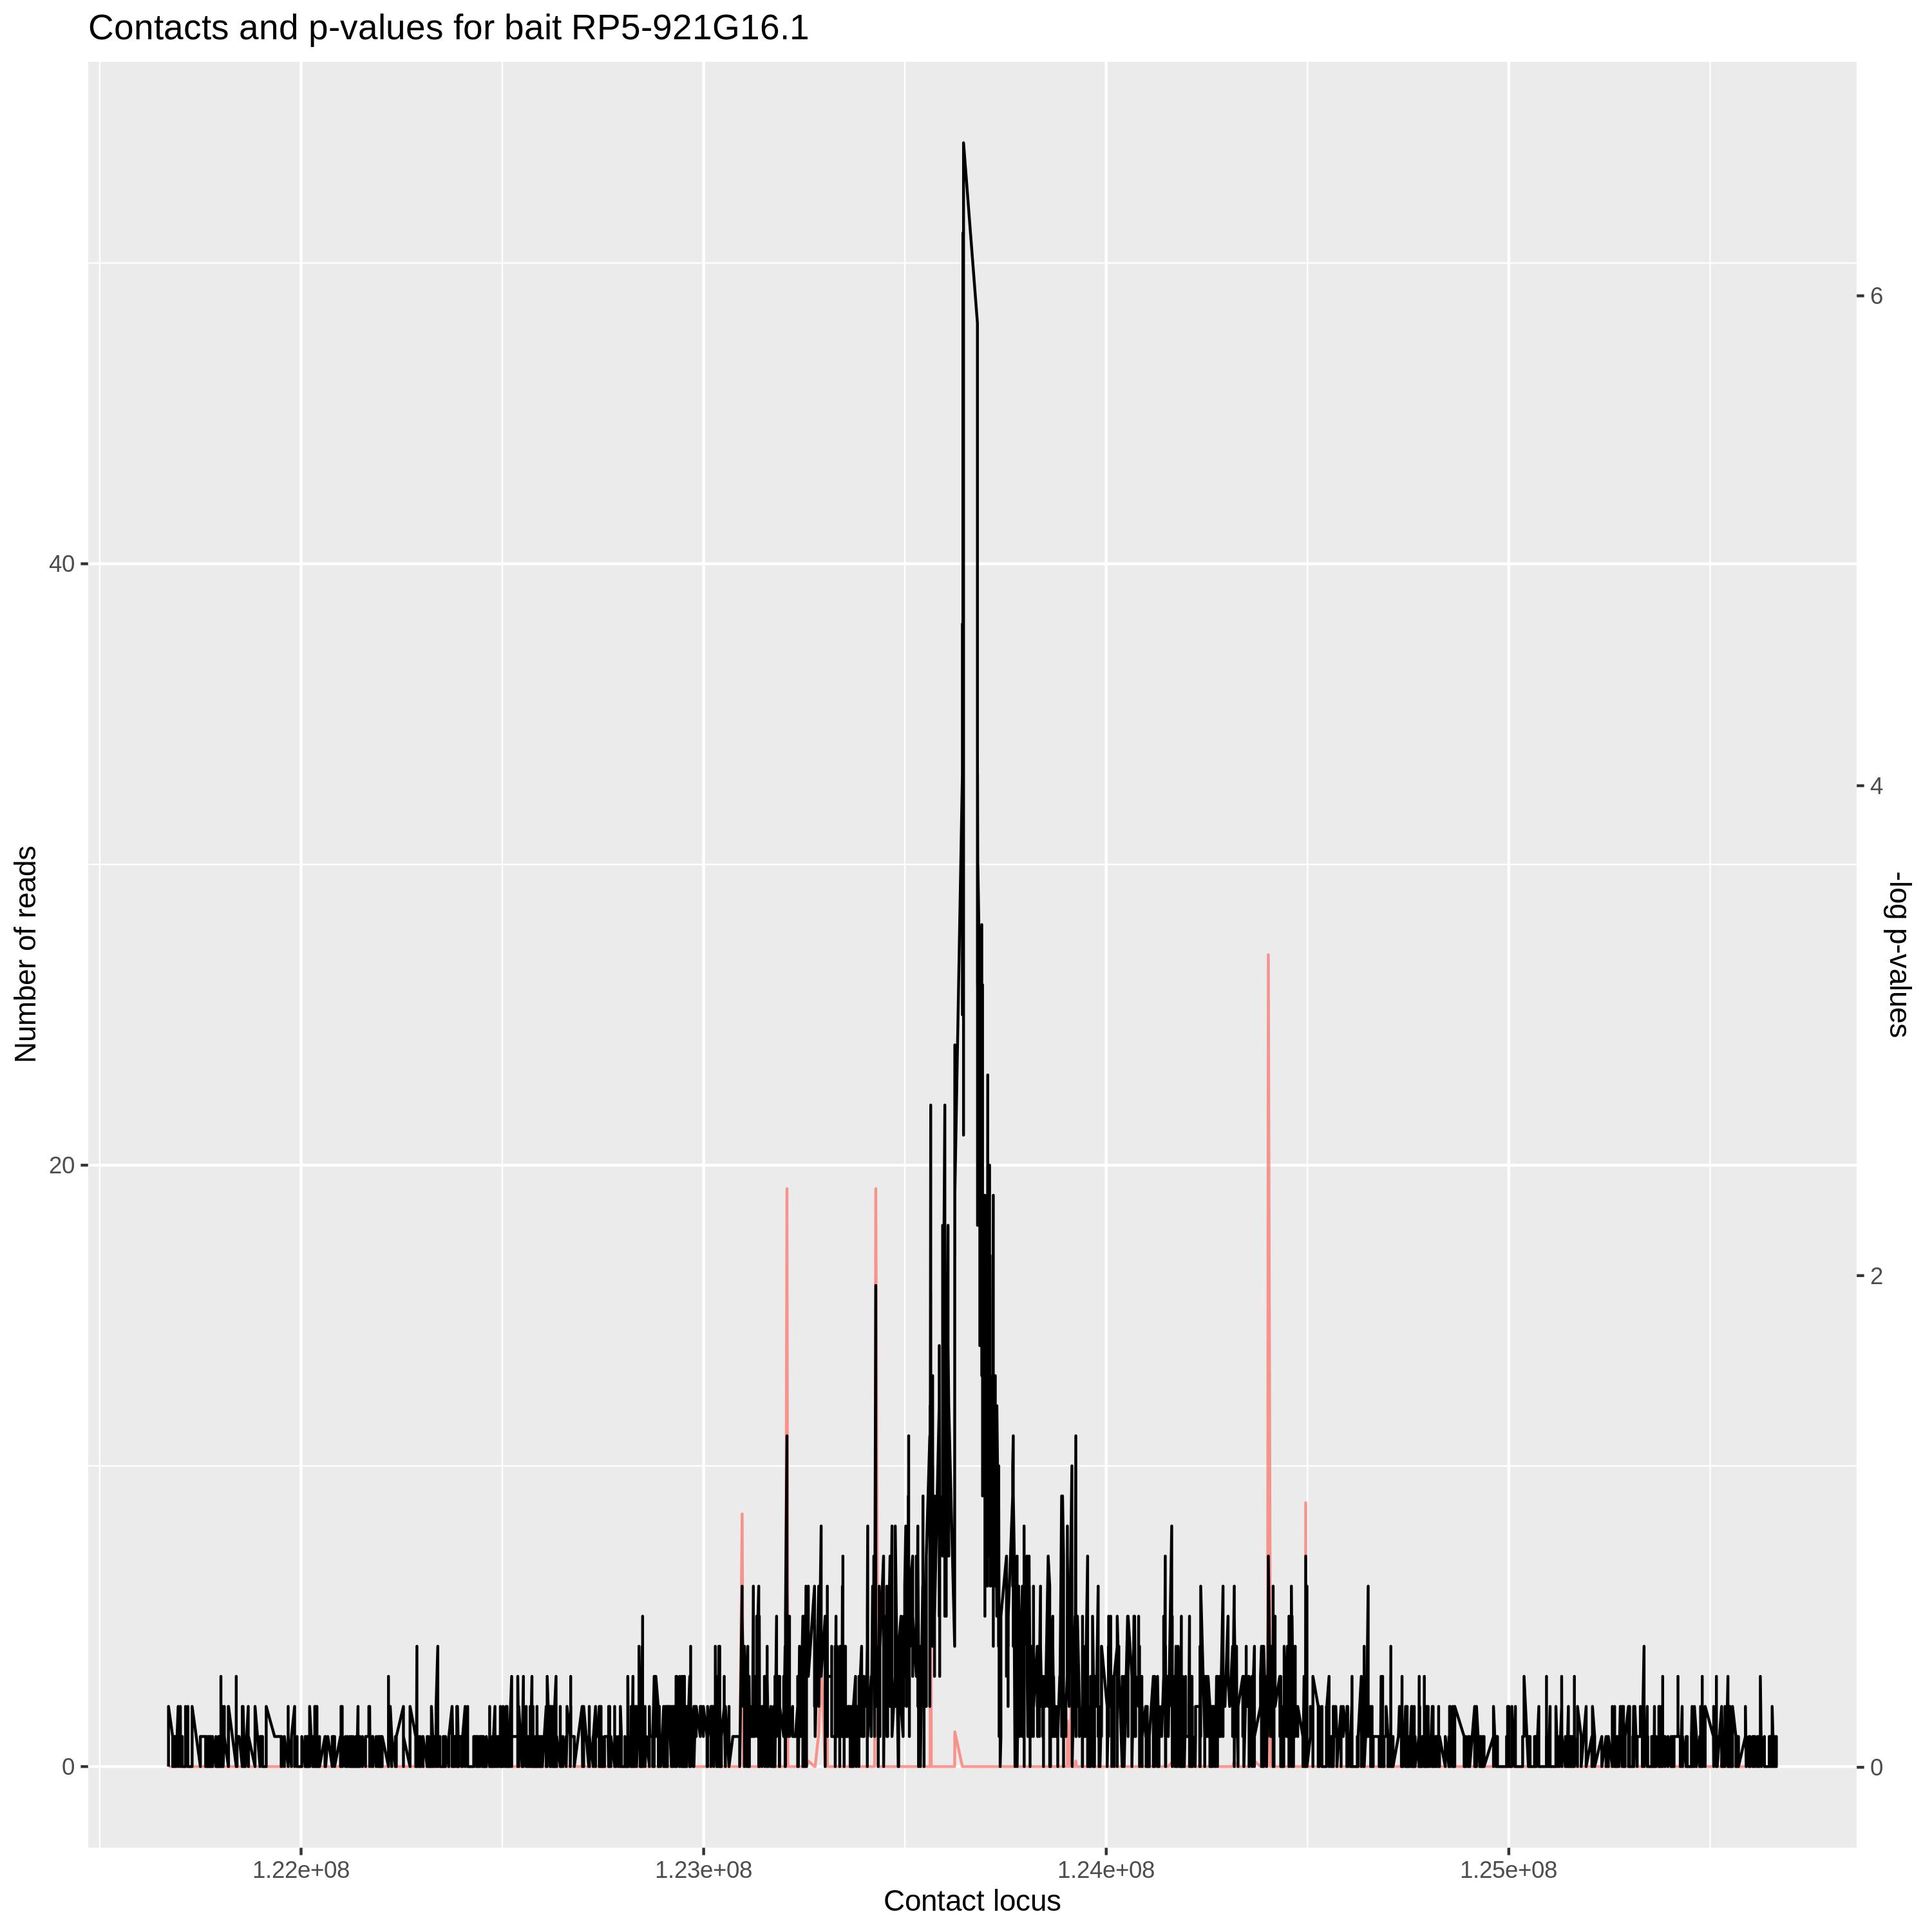 Contacts and p-values for bait RP5-921G16.1
Number of reads
40
20
0
6
4
2
0
-log p-values
1.22e+08
1.23e+08
1.24e+08
1.25e+08
Contact locus